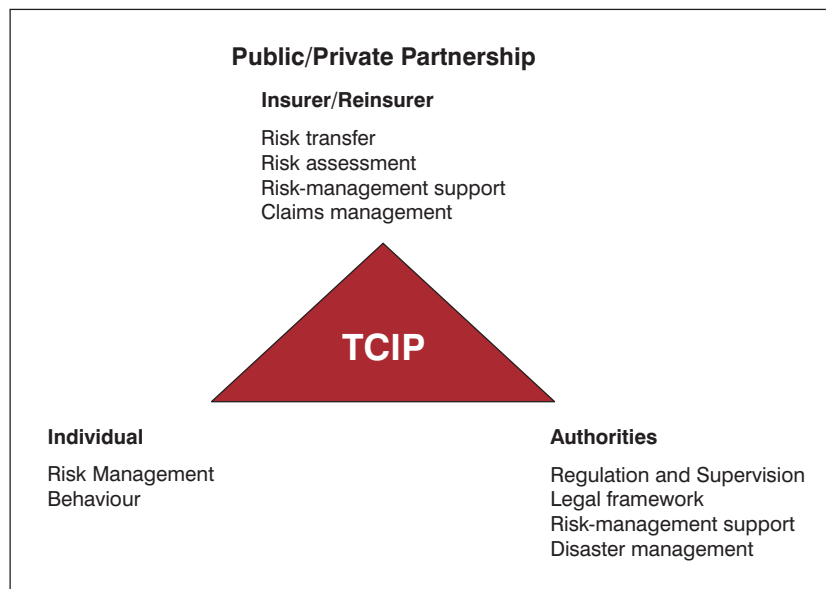 Public/Private Partnership
Insurer/Reinsurer
Risk transfer
Risk assessment
Risk-management support
Claims management
TCIP
Individual
Risk Management
Behaviour
Authorities
Regulation and Supervision
Legal framework
Risk-management support
Disaster management